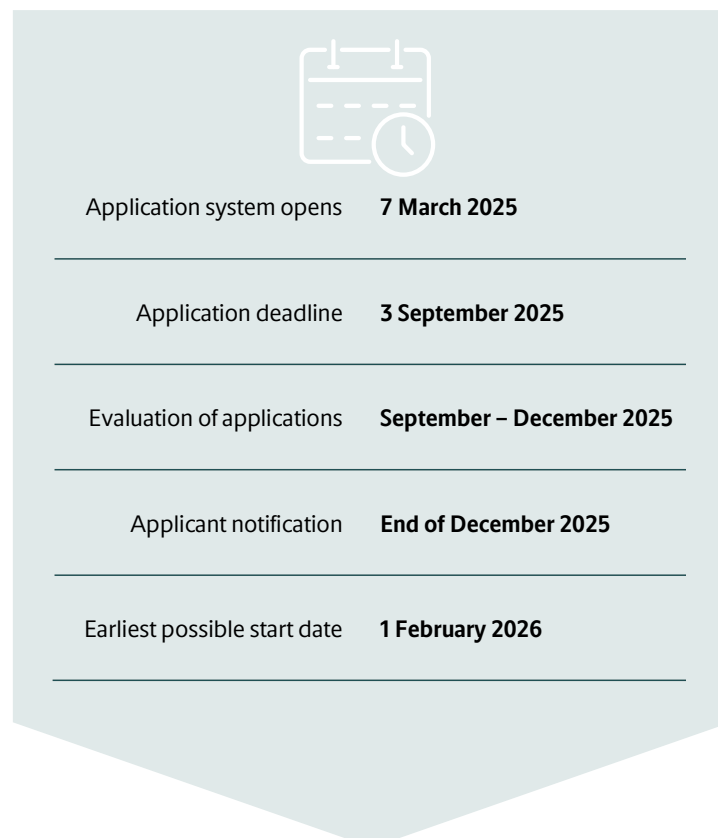 Application system opens 7 March 2025
Application deadline 3 September 2025
Evaluation of applications September – December 2025
Applicant notification End of December 2025
Earliest possible start date 1 February 2026